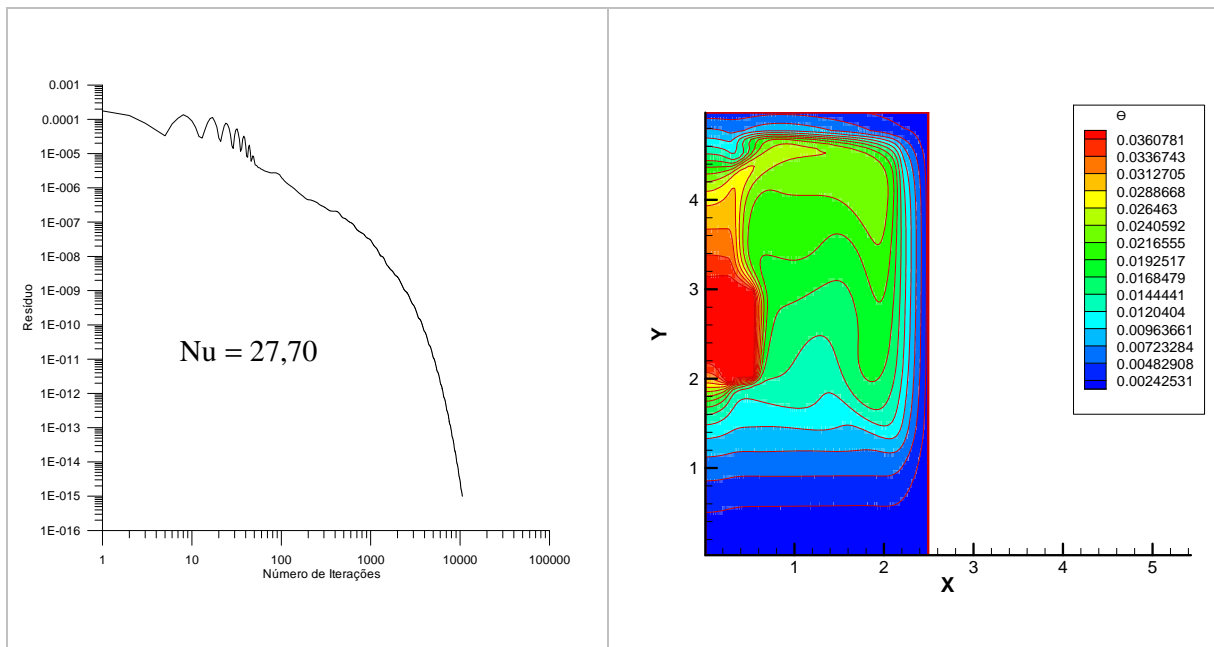 0.001
0.0001
1E-005
1E-006
1E-007
1E-008
1E-009
1E-010
1E-011
1E-012
1E-013
1E-014
1E-015
1E-016
Resíduo
Nu = 27,70
1 10 100 1000 10000 100000
Número de Iterações
4
3
2
1
Y
1 2 3 4 5
X
Θ
0.0360781
0.0336743
0.0312705
0.0288668
0.026463
0.0240592
0.0216555
0.0192517
0.0168479
0.0144441
0.0120404
0.00963661
0.00723284
0.00482908
0.00242531